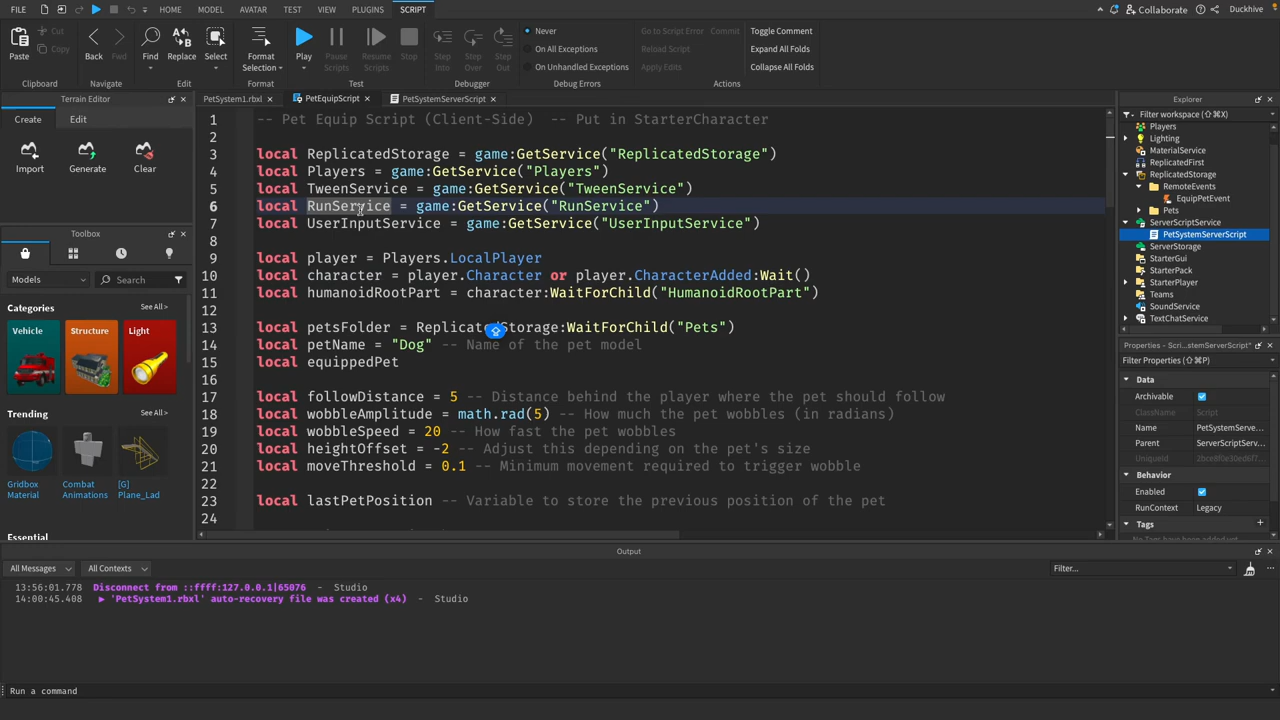 FILE
HOME
MODEL
AVATAR
TEST
VIEW
PLUGINS
SCRIPT
Collaborate
Duckhive
Paste
Cut
Copy
Clipboard
Back
Fwd
Navigate
Find
Replace
Select
Edit
Format
Selection
Format
Play
Pause
Scripts
Resume
Scripts
Stop
Test
Step
Into
Step
Over
Step
Out
Debugger
Never
On All Exceptions
On Unhandled Exceptions
Debug Errors
Go to Script Error
Commit
Reload Script
Apply Edits
Toggle Comment
Expand All Folds
Collapse All Folds
Actions
Terrain Editor
Create
Edit
Import
Generate
Clear
Toolbox
Models
Search
Categories
See All >
Vehicle
Structure
Light
Trending
See All >
Gridbox
Material
Combat
Animations
[G]
Plane_Lad
Essential
PetSystem1.rbxl
PetEquipScript
PetSystemServerScript
1 -- Pet Equip Script (Client-Side)  -- Put in StarterCharacter
2
3 local ReplicatedStorage = game:GetService("ReplicatedStorage")
4 local Players = game:GetService("Players")
5 local TweenService = game:GetService("TweenService")
6 local RunService = game:GetService("RunService")
7 local UserInputService = game:GetService("UserInputService")
8
9 local player = Players.LocalPlayer
10 local character = player.Character or player.CharacterAdded:Wait()
11 local humanoidRootPart = character:WaitForChild("HumanoidRootPart")
12
13 local petsFolder = ReplicatedStorage:WaitForChild("Pets")
14 local petName = "Dog" -- Name of the pet model
15 local equippedPet
16
17 local followDistance = 5 -- Distance behind the player where the pet should follow
18 local wobbleAmplitude = math.rad(5) -- How much the pet wobbles (in radians)
19 local wobbleSpeed = 20 -- How fast the pet wobbles
20 local heightOffset = -2 -- Adjust this depending on the pet's size
21 local moveThreshold = 0.1 -- Minimum movement required to trigger wobble
22
23 local lastPetPosition -- Variable to store the previous position of the pet
24
Explorer
Filter workspace (⇧⌘X)
Players
Lighting
MaterialService
ReplicatedFirst
ReplicatedStorage
RemoteEvents
EquipPetEvent
Pets
ServerScriptService
PetSystemServerScript
ServerStorage
StarterGui
StarterPack
StarterPlayer
Teams
SoundService
TextChatService
Properties - Scri...stemServerScript"
Filter Properties (⇧⌘P)
Data
Archivable
ClassName
Script
Name
PetSystemServe...
Parent
ServerScriptServ...
UniqueId
Behavior
Enabled
RunContext
Legacy
Tags
Output
All Messages
All Contexts
Filter...
13:56:01.778 Disconnect from ::ffff:127.0.0.1|65076 - Studio
14:00:45.408 ▶ 'PetSystem1.rbxl' auto-recovery file was created (x4) - Studio
Run a command